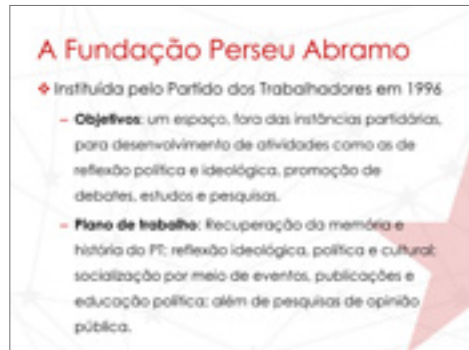 A Fundação Perseu Abramo
❖ Instituída pelo Partido dos Trabalhadores em 1996
– Objetivos: um espaço, fora das instâncias partidárias,
para desenvolvimento de atividades como as de
reflexão política e ideológica, promoção de
debates, estudos e pesquisas.
– Plano de trabalho: Recuperação da memória e
história do PT; reflexão ideológica, política e cultural;
socialização por meio de eventos, publicações e
educação política; além de pesquisas de opinião
pública.